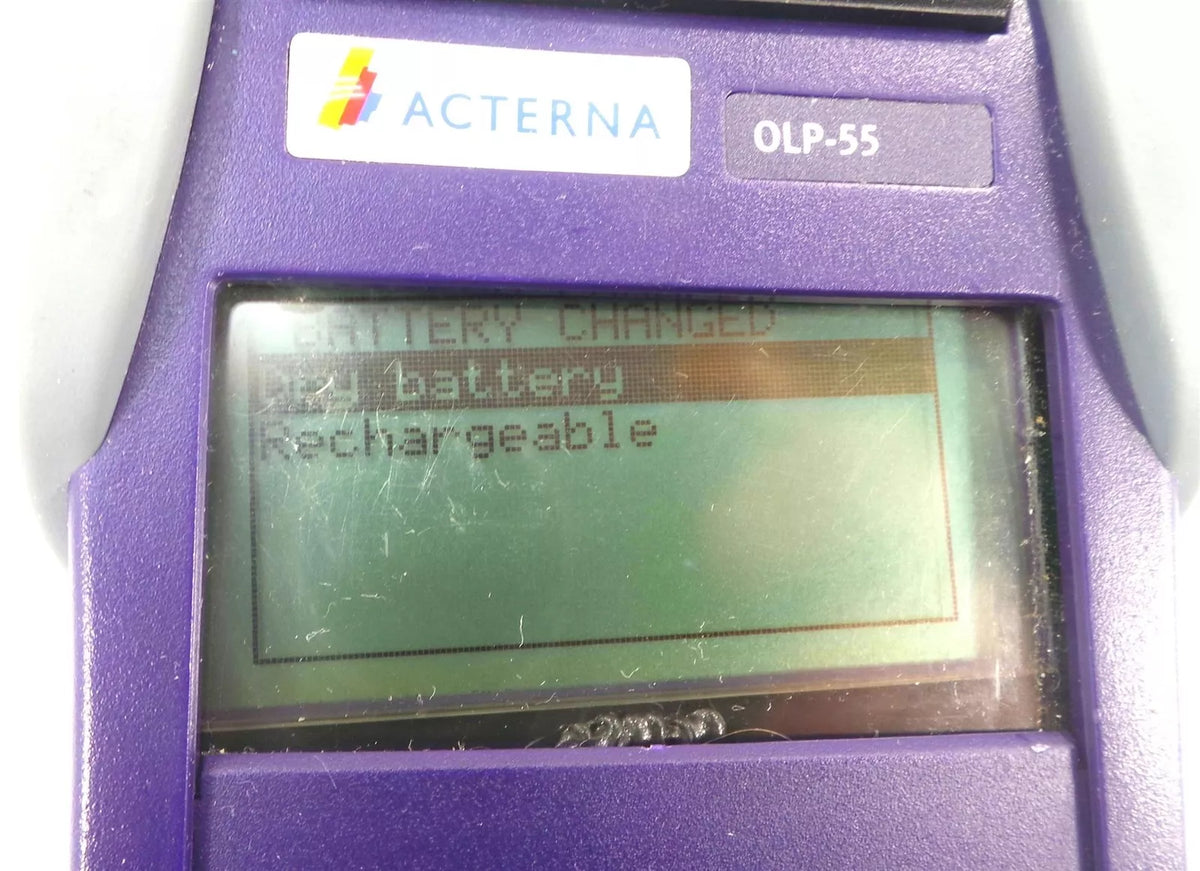 ACTERNA
OLP-55
BATTERY CHANGED
Dry battery
Rechargeable